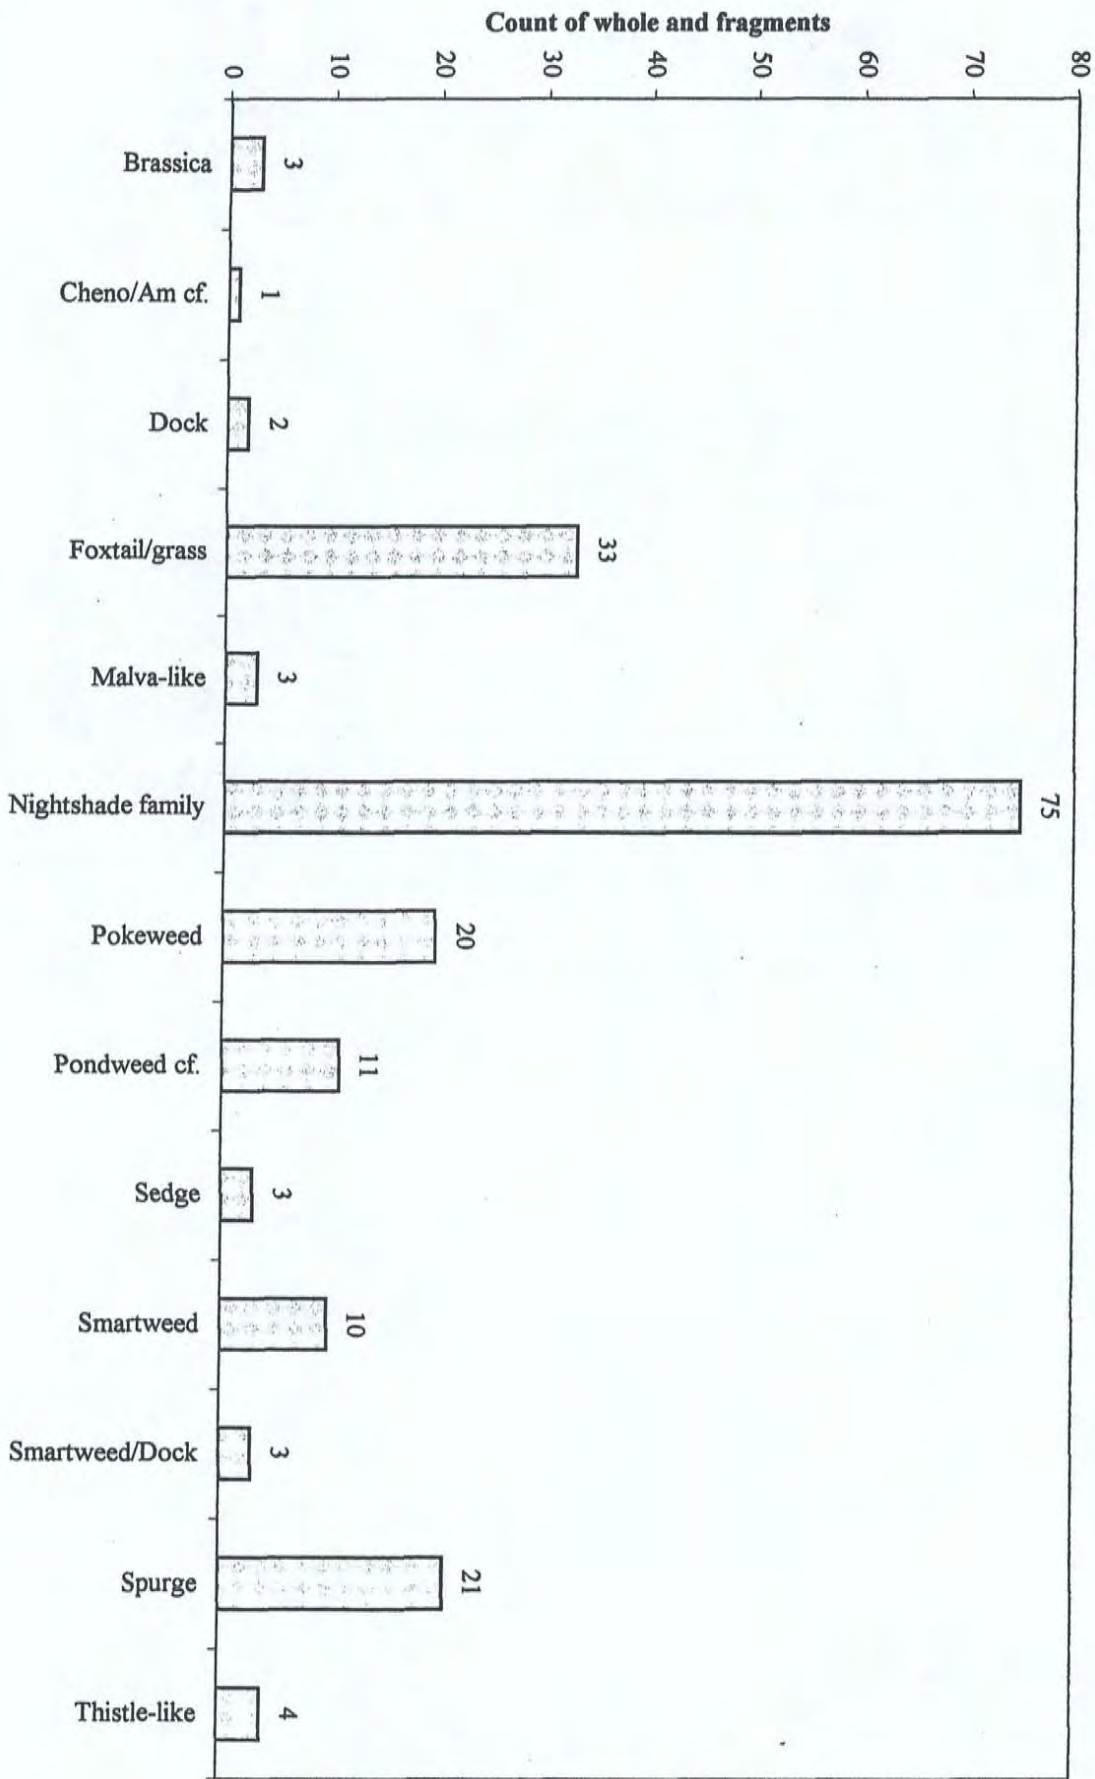 Count of whole and fragments
0
10
20
30
40
50
60
70
80
Brassica
3
Cheno/Am cf.
1
Dock
2
Foxtail/grass
33
Malva-like
3
Nightshade family
75
Pokeweed
20
Pondweed cf.
11
Sedge
3
Smartweed
10
Smartweed/Dock
3
Spurge
21
Thistle-like
4